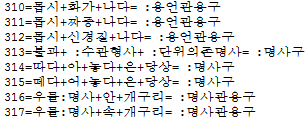 310=몹시+화가+나다= :용언관용구
311=몹시+짜증+나다= :용언관용구
312=몹시+신경질+나다= :용언관용구
313=불과+ :수관형사+ :단위의존명사= :명사구
314=따다+아+놓다+은+당상= :명사구
315=떼다+어+놓다+은+당상= :명사구
316=우물:명사+안+개구리= :명사관용구
317=우물:명사+속+개구리= :명사관용구